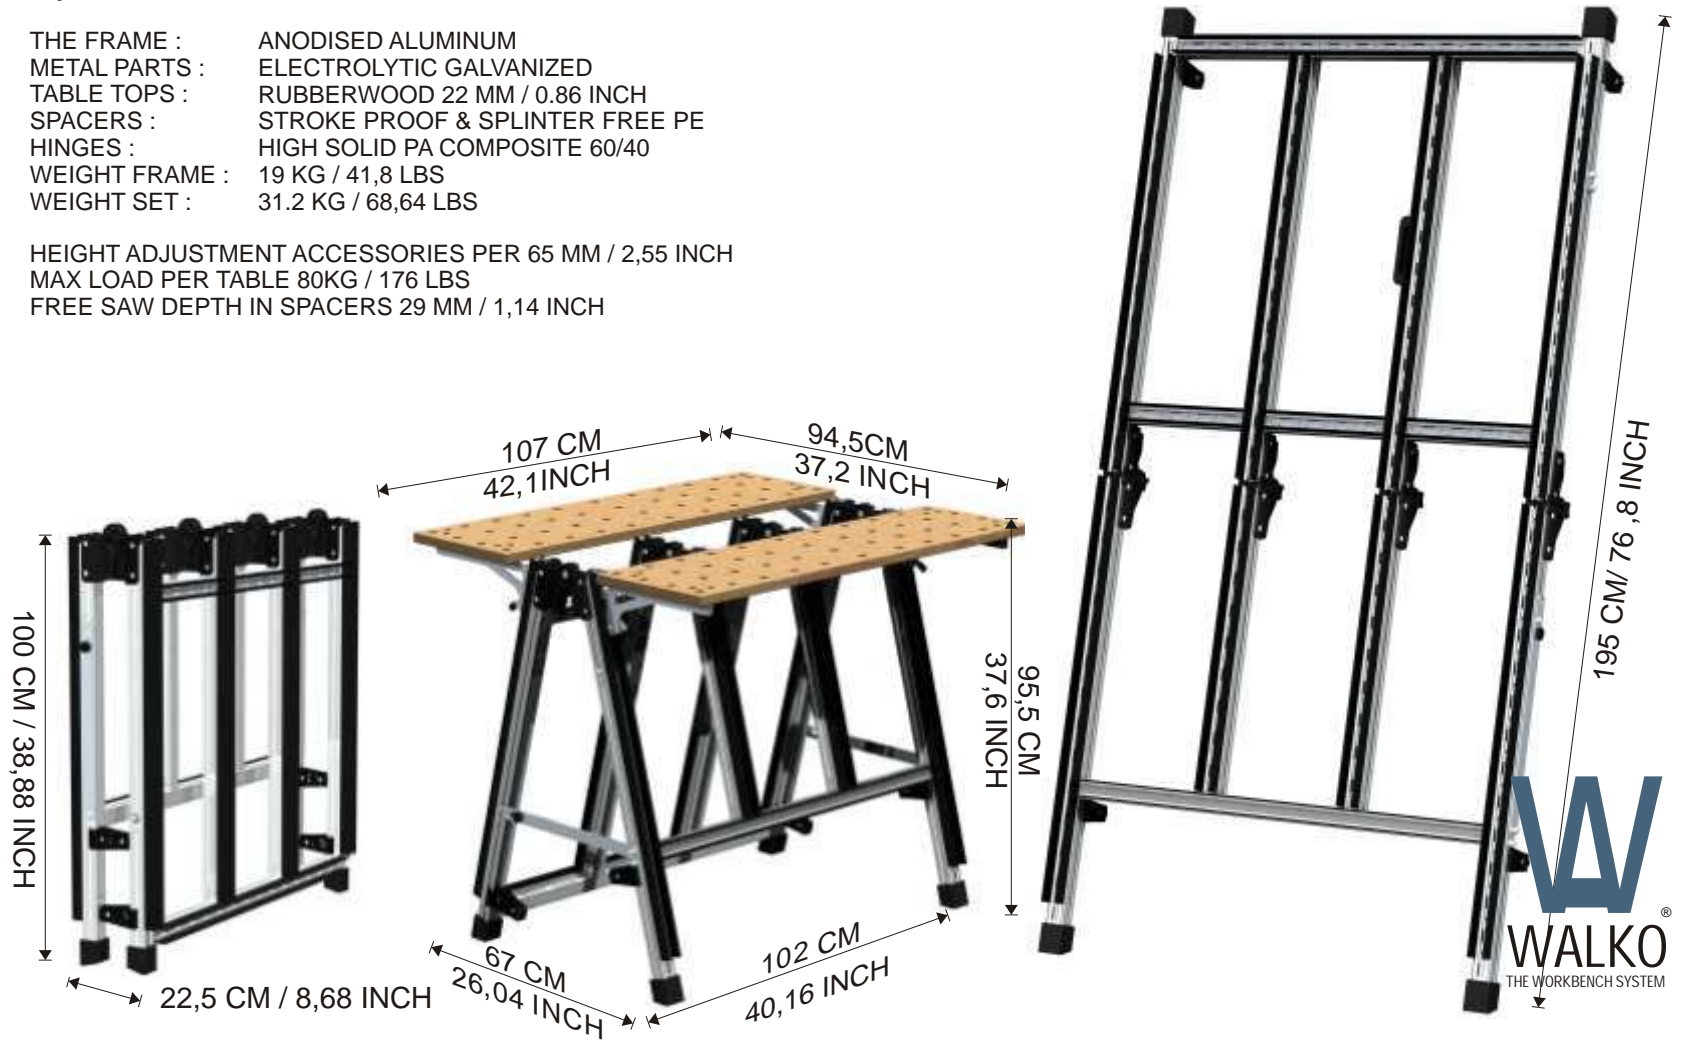 THE FRAME : ANODISED ALUMINUM
METAL PARTS : ELECTROLYTIC GALVANIZED
TABLE TOPS : RUBBERWOOD 22 MM / 0.86 INCH
SPACERS : STROKE PROOF & SPLINTER FREE PE
HINGES : HIGH SOLID PA COMPOSITE 60/40
WEIGHT FRAME : 19 KG / 41,8 LBS
WEIGHT SET : 31.2 KG / 68,64 LBS
HEIGHT ADJUSTMENT ACCESSORIES PER 65 MM / 2,55 INCH
MAX LOAD PER TABLE 80KG / 176 LBS
FREE SAW DEPTH IN SPACERS 29 MM / 1,14 INCH
100 CM / 38,88 INCH
22,5 CM / 8,68 INCH
107 CM
42,1INCH
94,5CM
37,2 INCH
95,5 CM
37,6 INCH
67 CM
26,04 INCH
102 CM
40,16 INCH
195 CM/ 76 ,8 INCH
W
®
WALKO
THE WORKBENCH SYSTEM